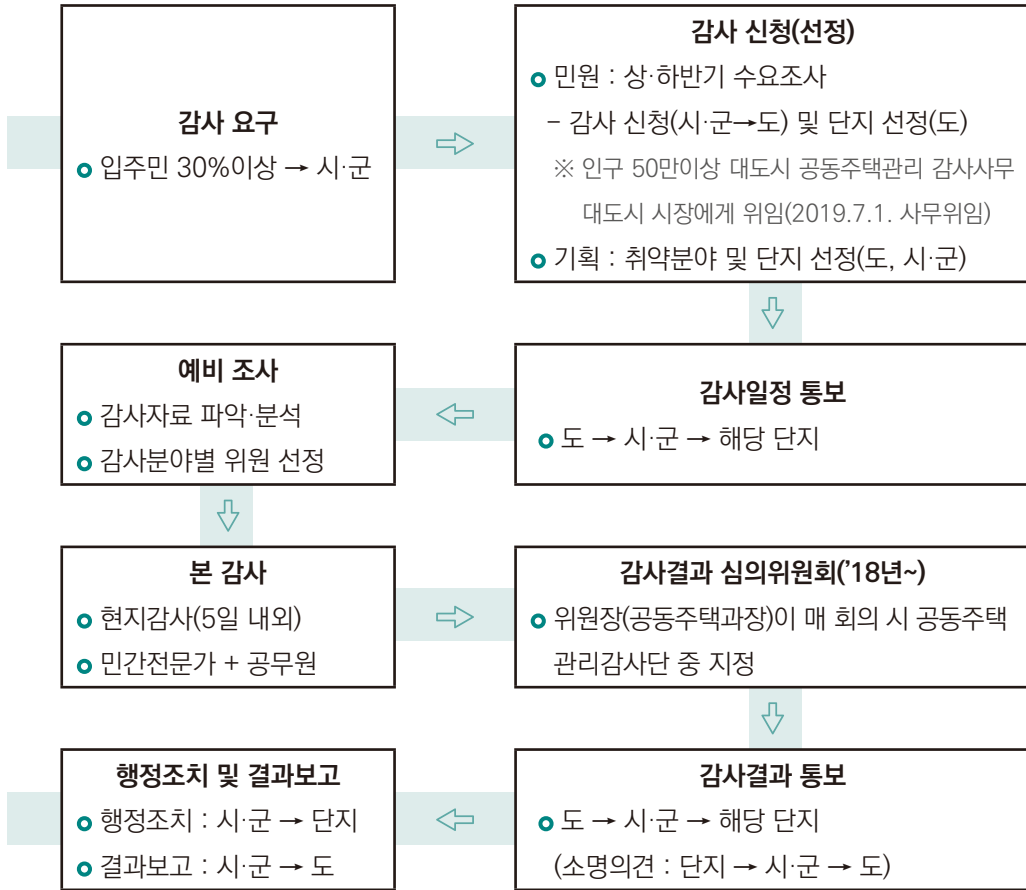 감사 요구
입주민 30%이상 → 시·군
감사 신청(선정)
민원 : 상·하반기 수요조사
– 감사 신청(시·군→도) 및 단지 선정(도)
※ 인구 50만이상 대도시 공동주택관리 감사사무
대도시 시장에게 위임(2019.7.1. 사무위임)
기획 : 취약분야 및 단지 선정(도, 시·군)
감사일정 통보
도 → 시·군 → 해당 단지
예비 조사
감사자료 파악·분석
감사분야별 위원 선정
본 감사
현지감사(5일 내외)
민간전문가 + 공무원
감사결과 심의위원회(’18년~)
위원장(공동주택과장)이 매 회의 시 공동주택
관리감사단 중 지정
감사결과 통보
도 → 시·군 → 해당 단지
(소명의견 : 단지 → 시·군 → 도)
행정조치 및 결과보고
행정조치 : 시·군 → 단지
결과보고 : 시·군 → 도